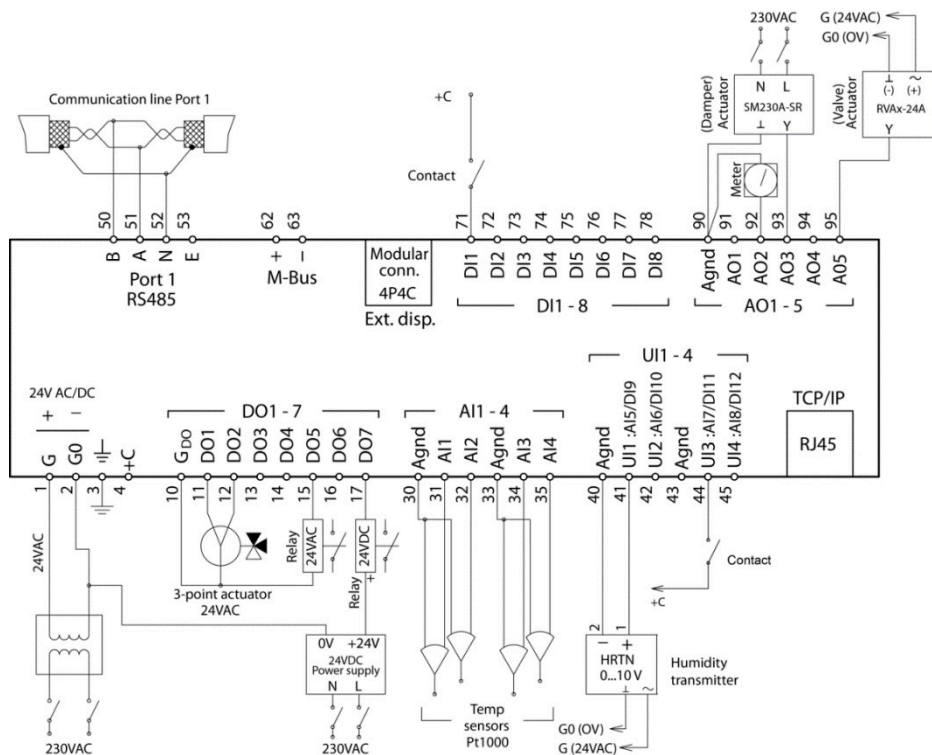 230VAC
G (24VAC)
G0 (OV)
Communication line Port 1
+C
Contact
(Damper)
Actuator
N L
SM230A-SR
⊥ Y
(Valve)
Actuator
⊥ ~
(-) (+)
RVAx-24A
Y
Meter
50 51 52 53 62 63 71 72 73 74 75 76 77 78 90 91 92 93 94 95
B A N E + − DI1 DI2 DI3 DI4 DI5 DI6 DI7 DI8 Agnd AO1 AO2 AO3 AO4 A05
Port 1
RS485
M-Bus
Modular
conn.
4P4C
Ext. disp.
DI1 - 8
AO1 - 5
24V AC/DC
+ −
DO1 - 7
AI1 - 4
UI1 - 4
TCP/IP
RJ45
G G0 +C GDO DO1 DO2 DO3 DO4 DO5 DO6 DO7 Agnd AI1 AI2 Agnd AI3 AI4 Agnd UI1 :AI5/DI9 UI2 :AI6/DI10 Agnd UI3 :AI7/DI11 UI4 :AI8/DI12
1 2 3 4 10 11 12 13 14 15 16 17 30 31 32 33 34 35 40 41 42 43 44 45
24VAC
3-point actuator
24VAC
Relay
24VAC
Relay
24VDC
+
Contact
+C
0V +24V
24VDC
Power supply
N L
2 1
− +
HRTN
0...10 V
⊥ ~
Humidity
transmitter
Temp
sensors
Pt1000
G0 (OV)
G (24VAC)
230VAC
230VAC